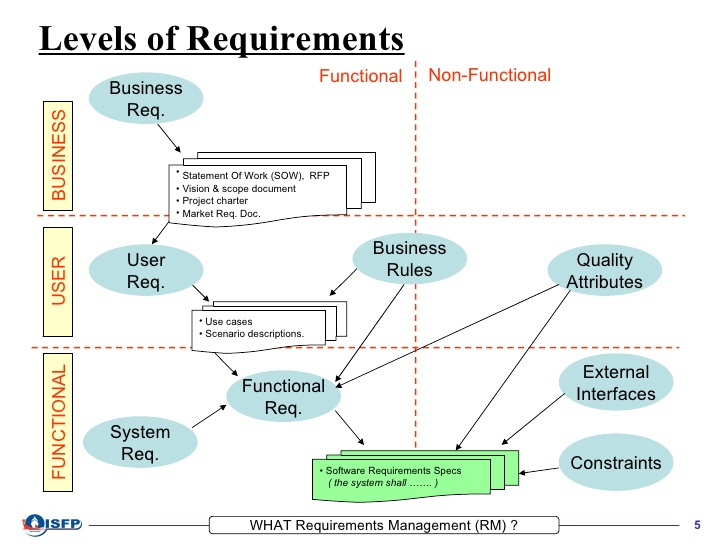 Levels of Requirements
Functional
Non-Functional
Business
Req.
BUSINESS
• Statement Of Work (SOW), RFP
• Vision & scope document
• Project charter
• Market Req. Doc.
USER
User
Req.
Business
Rules
Quality
Attributes
• Use cases
• Scenario descriptions.
FUNCTIONAL
Functional
Req.
External
Interfaces
System
Req.
Constraints
• Software Requirements Specs
( the system shall ....... )
ISFP
WHAT Requirements Management (RM) ?
5